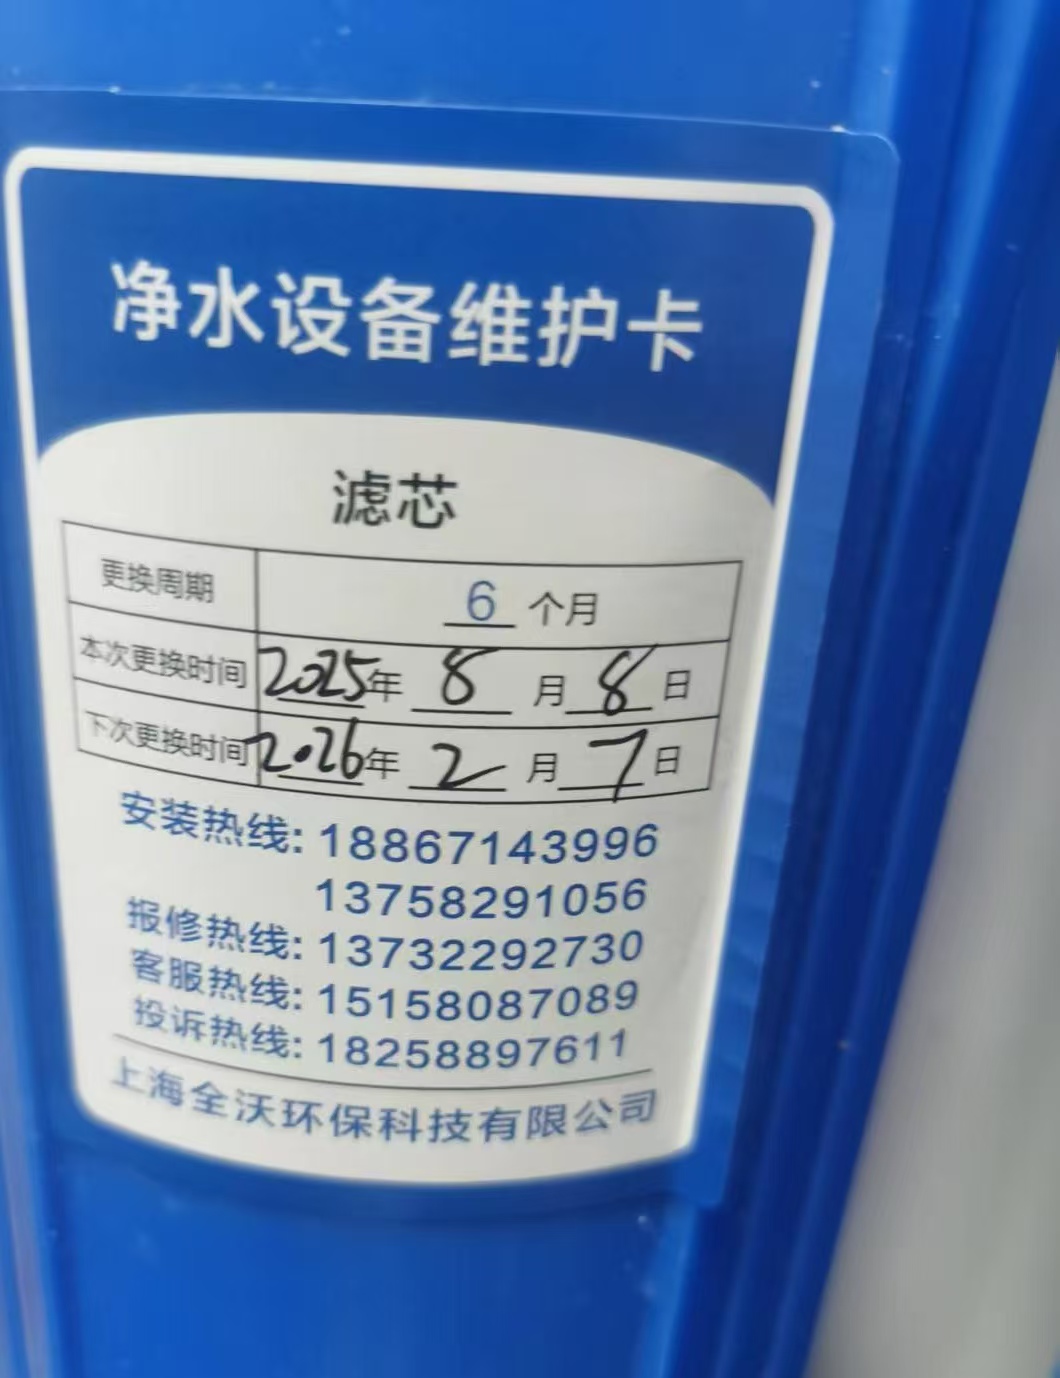 净水设备维护卡
滤芯
更换周期 6 个月
本次更换时间 2025年 8 月 8 日
下次更换时间 2026年 2 月 7 日
安装热线: 18867143996
13758291056
报修热线: 13732292730
客服热线: 15158087089
投诉热线: 18258897611
上海全沃环保科技有限公司